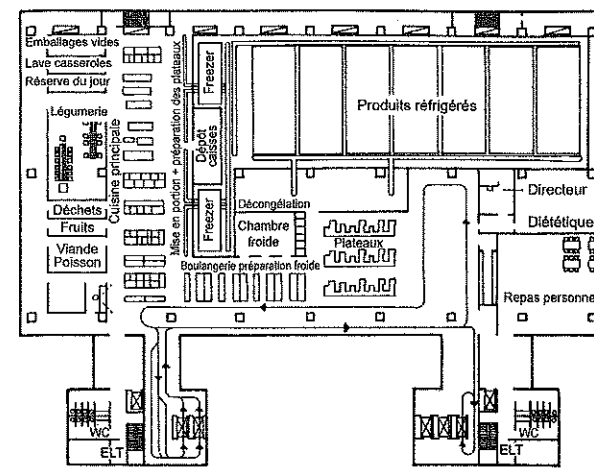 Emballages vides
Lave casseroles
Réserve du jour
Légumerie
Déchets
Fruits
Viande
Poisson
Cuisine principale
Mise en portion + préparation des plateaux
Freezer
Dépôt
caisses
Freezer
Produits réfrigérés
Décongélation
Chambre
froide
Plateaux
Boulangerie préparation froide
Directeur
Diététique
Repas personne
WC
ELT
WC
ELT